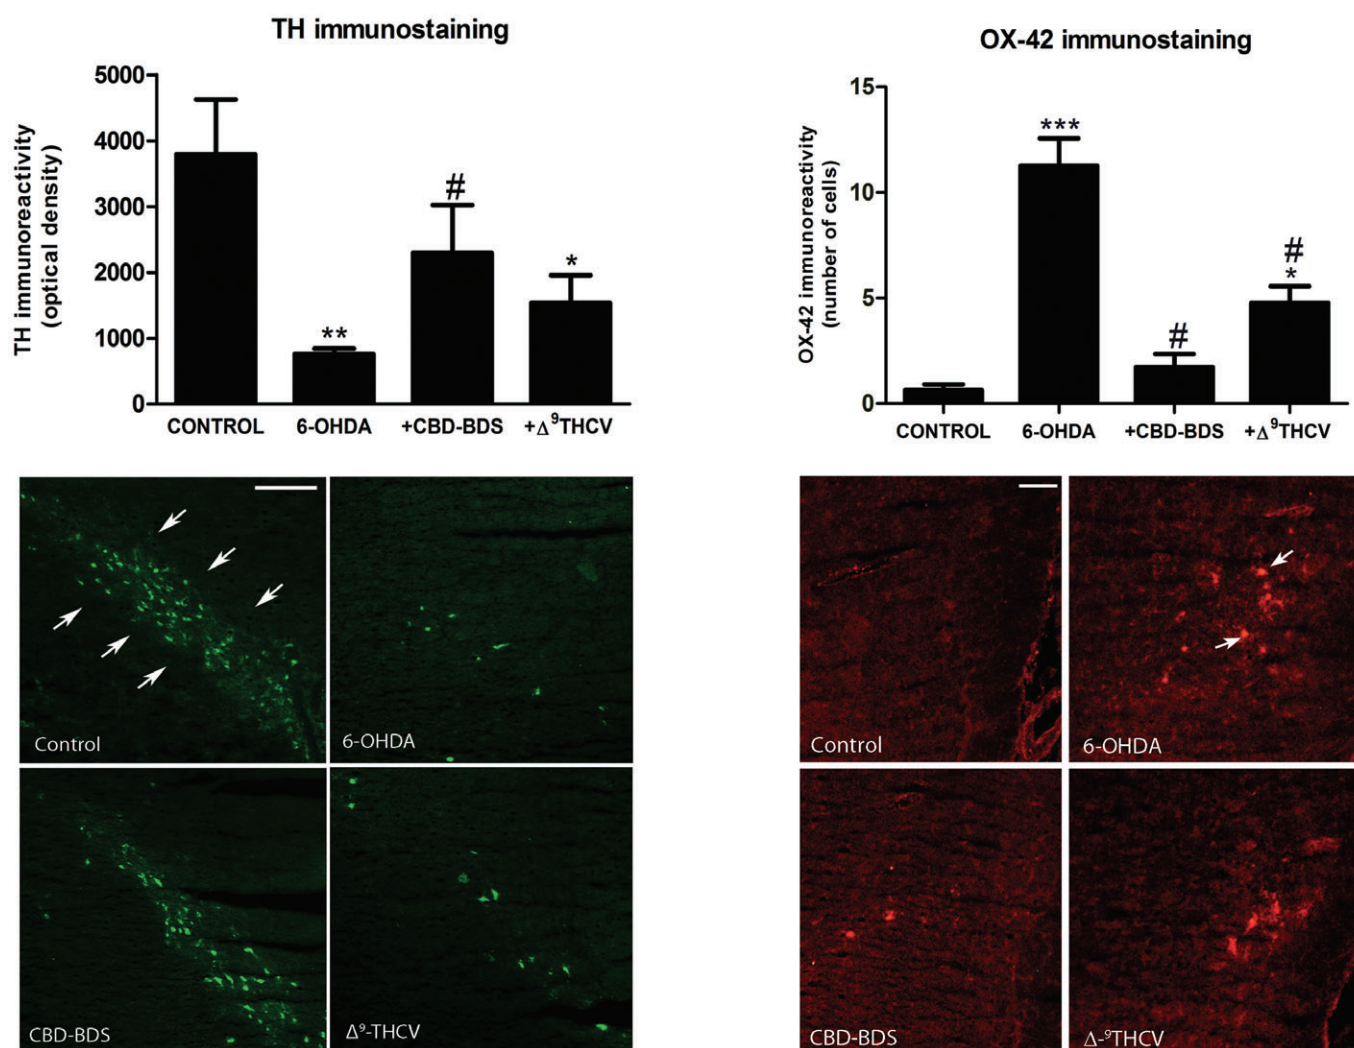 TH immunostaining
TH immunoreactivity
(optical density)
5000
4000
3000
2000
1000
0
**
#
*
CONTROL
6-OHDA
+CBD-BDS
+Δ⁹THCV
OX-42 immunostaining
OX-42 immunoreactivity
(number of cells)
15
10
5
0
***
#
#
*
CONTROL
6-OHDA
+CBD-BDS
+Δ⁹THCV
Control
6-OHDA
CBD-BDS
Δ⁹-THCV
Control
6-OHDA
CBD-BDS
Δ-⁹THCV